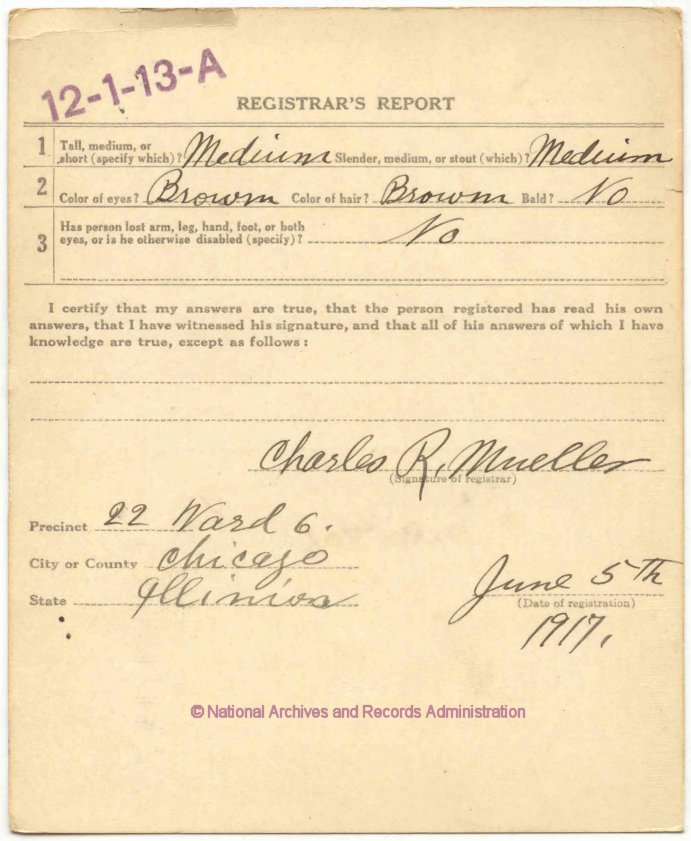 12-1-13-A
REGISTRAR'S REPORT
1 Tall, medium, or short (specify which)? Medium Slender, medium, or stout (which)? Medium
2 Color of eyes? Brown Color of hair? Brown Bald? No
3 Has person lost arm, leg, hand, foot, or both
eyes, or is he otherwise disabled (specify)? No
I certify that my answers are true, that the person registered has read his own
answers, that I have witnessed his signature, and that all of his answers of which I have
knowledge are true, except as follows:
Charles R. Mueller
(Signature of registrar)
Precinct 22 Ward 6.
City or County Chicago
State Illinios
June 5th
(Date of registration)
1917.
© National Archives and Records Administration